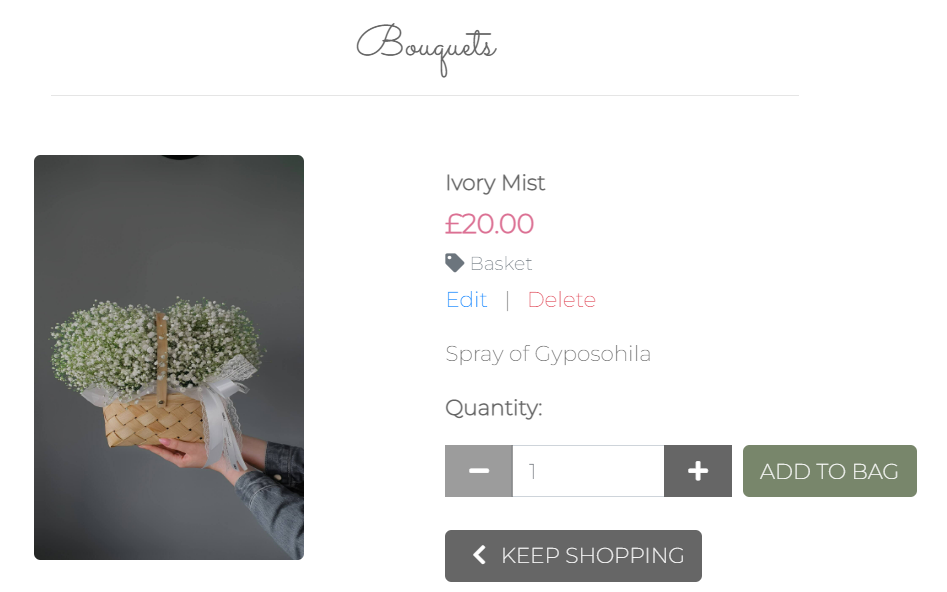 Bouquets
Ivory Mist
£20.00
Basket
Edit | Delete
Spray of Gyposohila
Quantity:
1 ADD TO BAG
KEEP SHOPPING